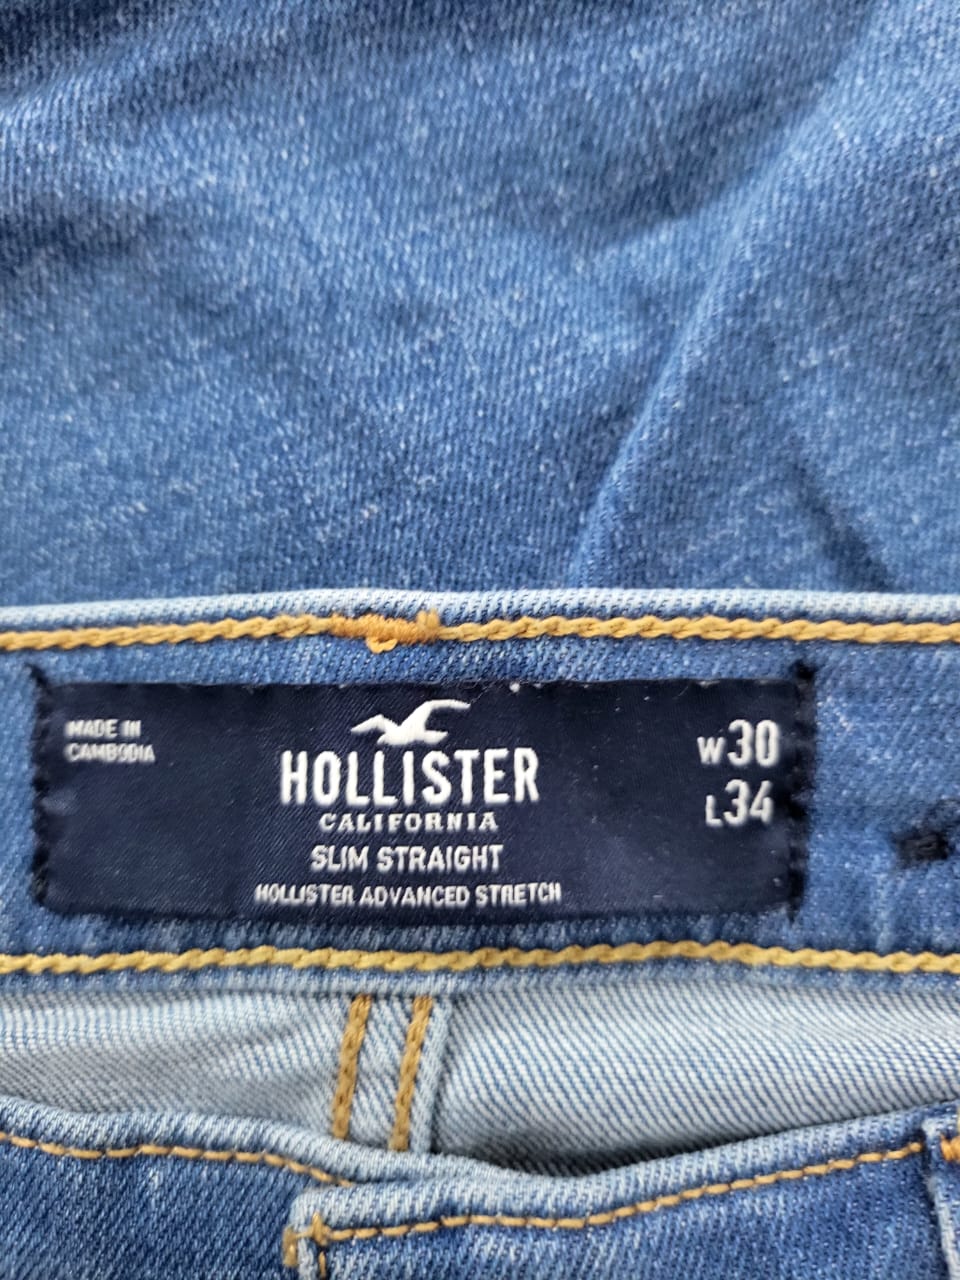 MADE IN
CAMBODIA
HOLLISTER
CALIFORNIA
SLIM STRAIGHT
HOLLISTER ADVANCED STRETCH
W30
L34